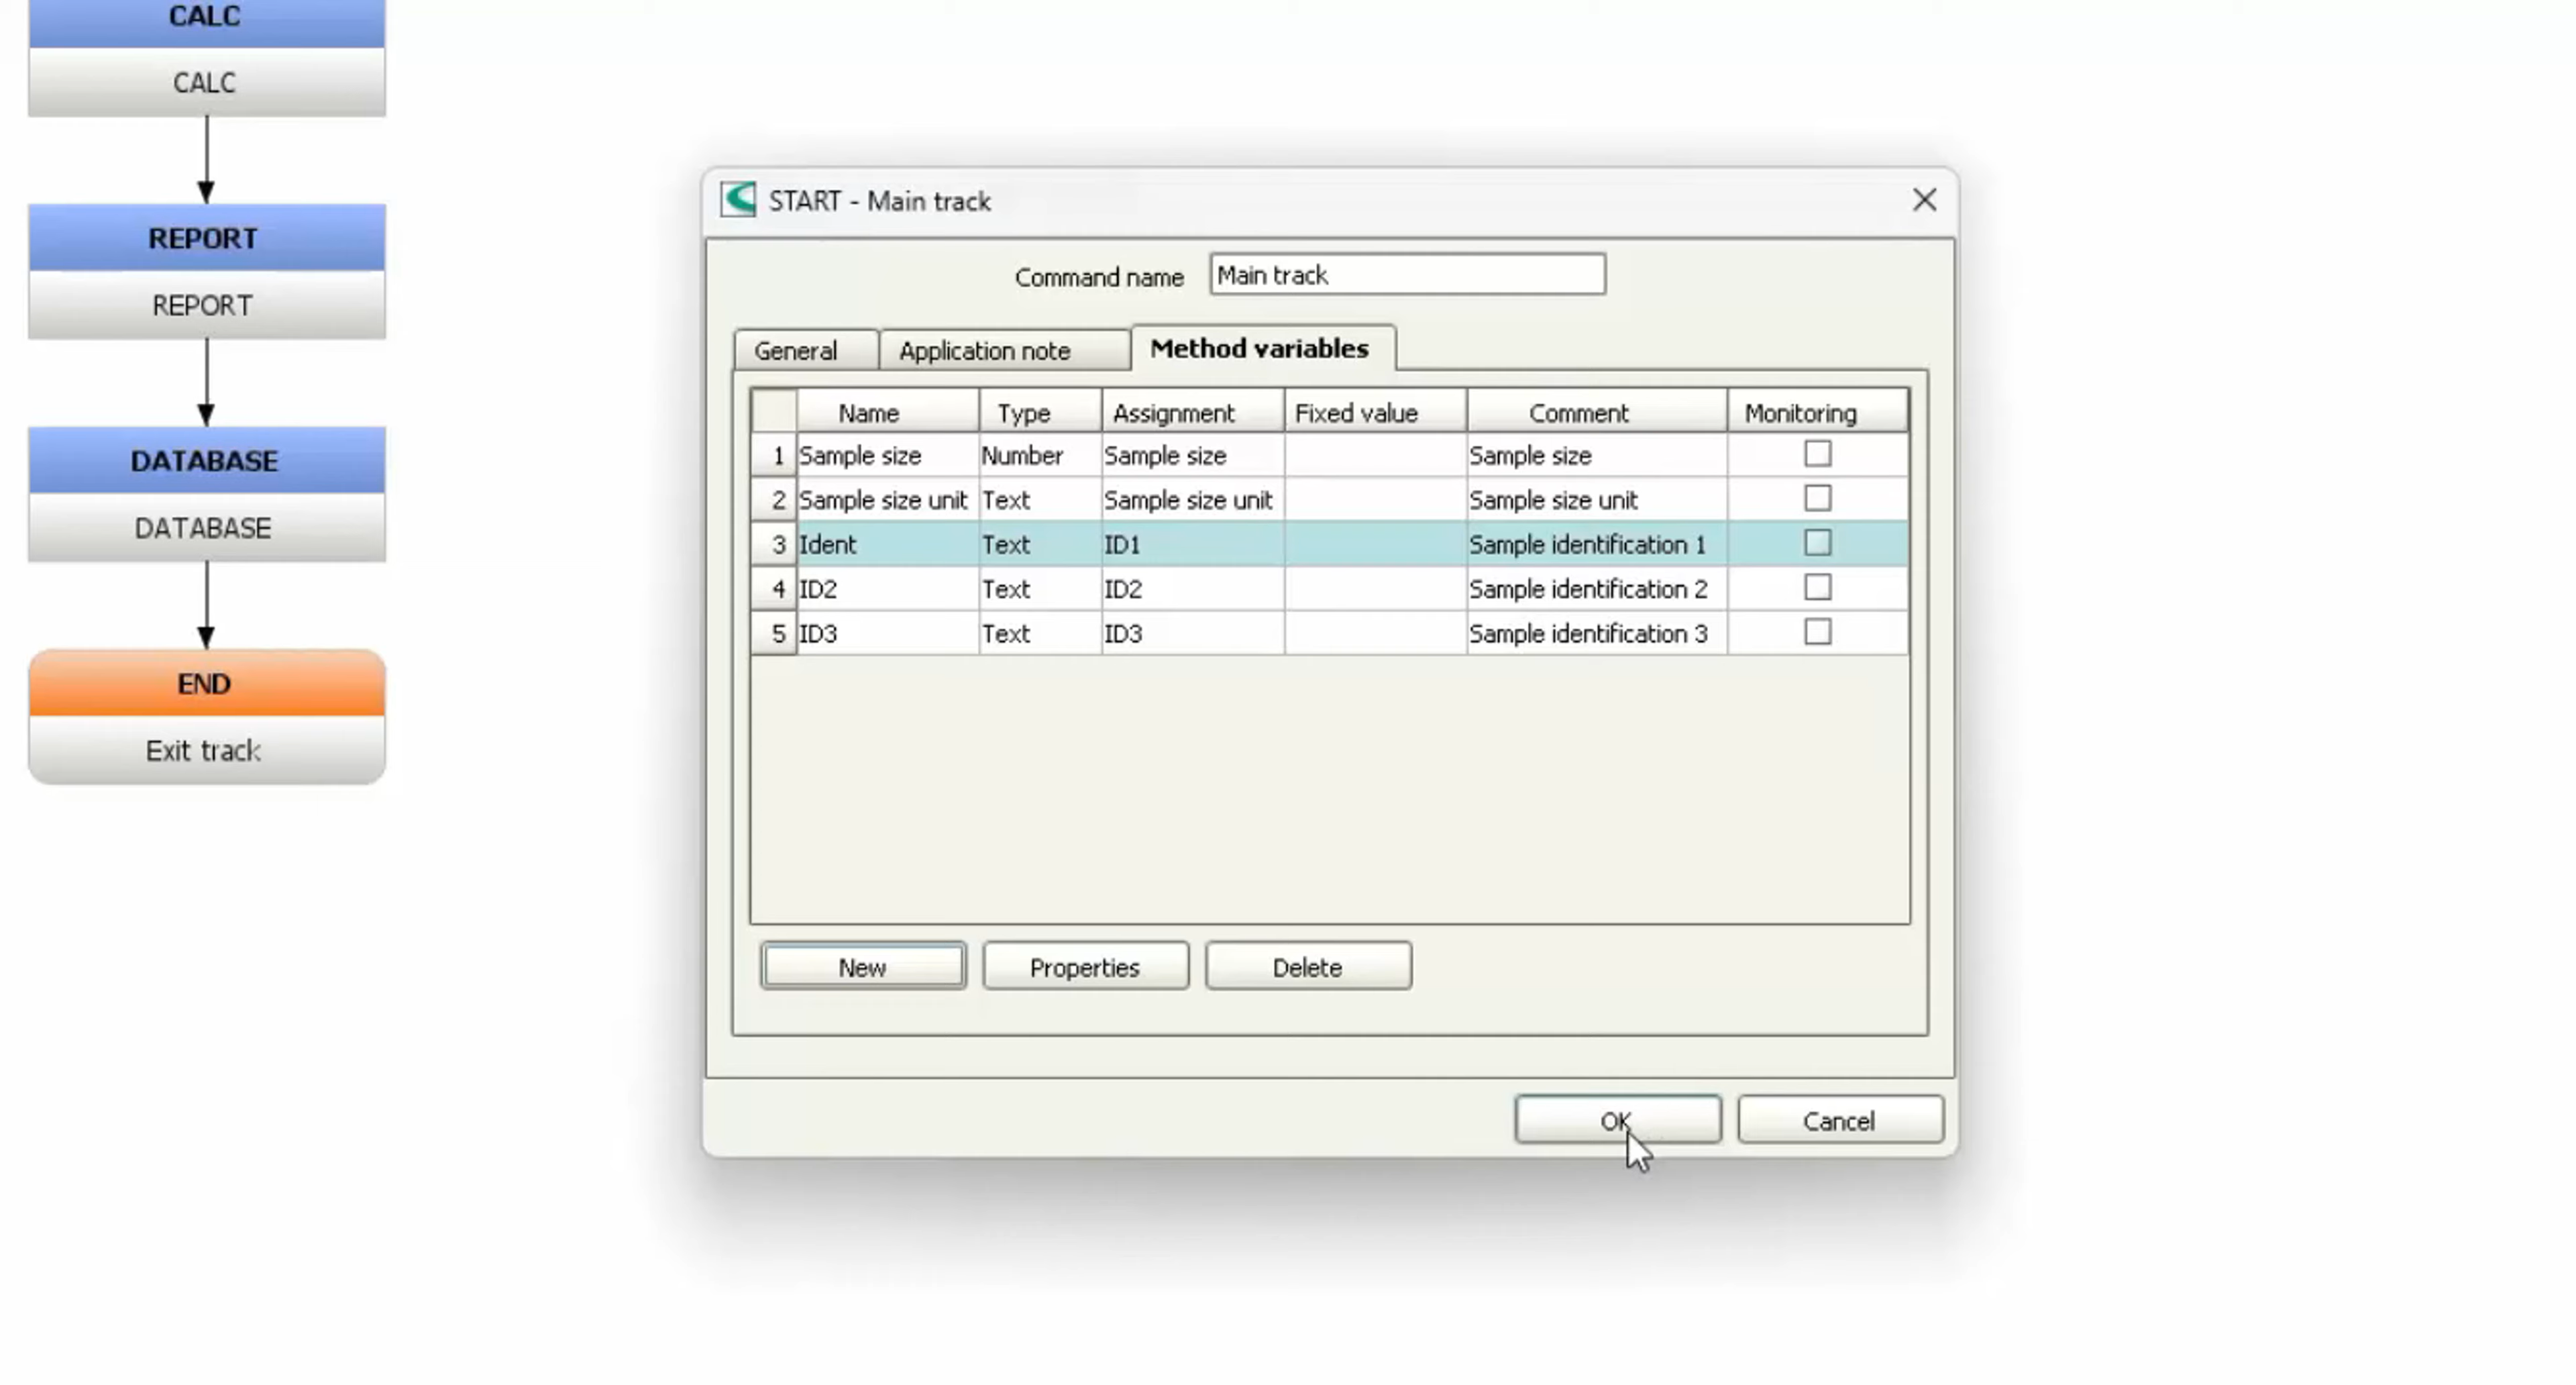 CALC
CALC
REPORT
REPORT
DATABASE
DATABASE
END
Exit track
START - Main track
Command name Main track
General Application note Method variables
Name Type Assignment Fixed value Comment Monitoring
1 Sample size Number Sample size Sample size
2 Sample size unit Text Sample size unit Sample size unit
3 Ident Text ID1 Sample identification 1
4 ID2 Text ID2 Sample identification 2
5 ID3 Text ID3 Sample identification 3
New Properties Delete
OK Cancel